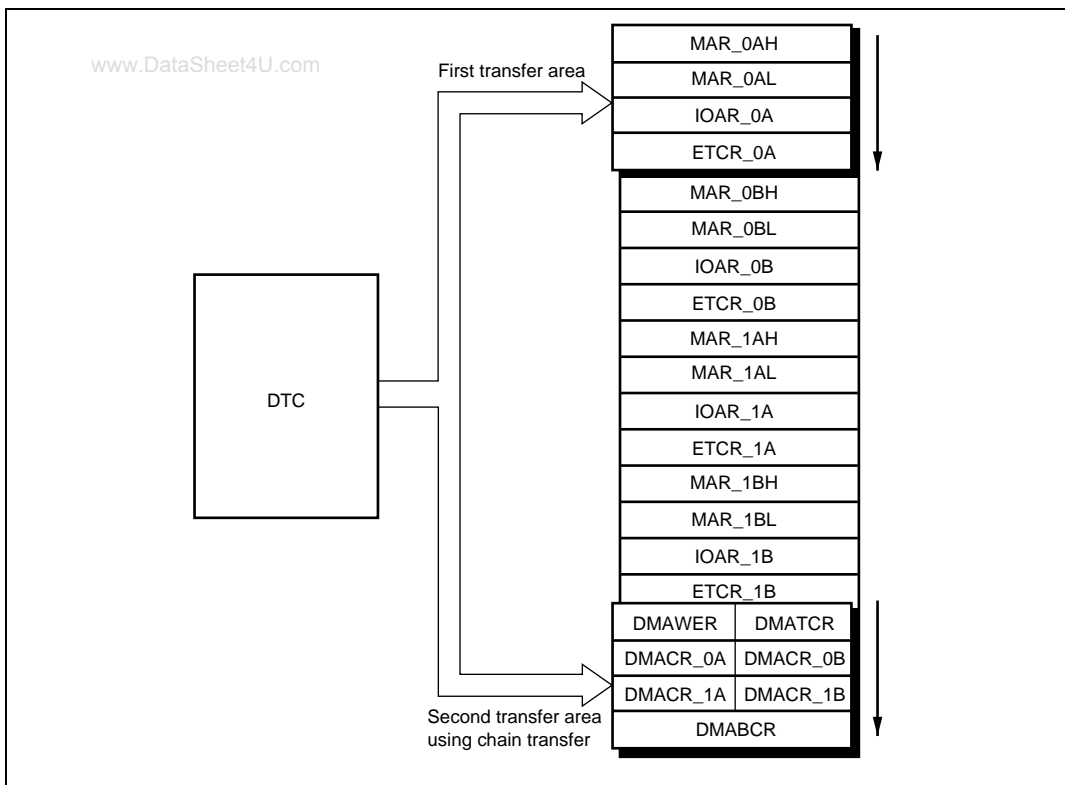 www.DataSheet4U.com
First transfer area
MAR_0AH
MAR_0AL
IOAR_0A
ETCR_0A
MAR_0BH
MAR_0BL
IOAR_0B
ETCR_0B
MAR_1AH
MAR_1AL
DTC
IOAR_1A
ETCR_1A
MAR_1BH
MAR_1BL
IOAR_1B
ETCR_1B
DMAWER DMATCR
DMACR_0A DMACR_0B
DMACR_1A DMACR_1B
DMABCR
Second transfer area
using chain transfer